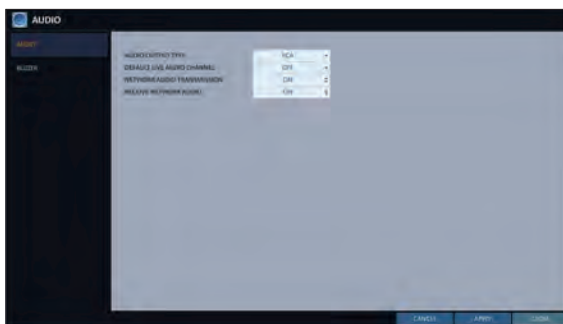 AUDIO
AUDIO
BUZZER
AUDIO OUTPUT TYPE RCA
DEFAULT LIVE AUDIO CHANNEL OFF
NETWORK AUDIO TRANSMISSION ON
RECEIVE NETWORK AUDIO ON
CANCEL APPLY CLOSE